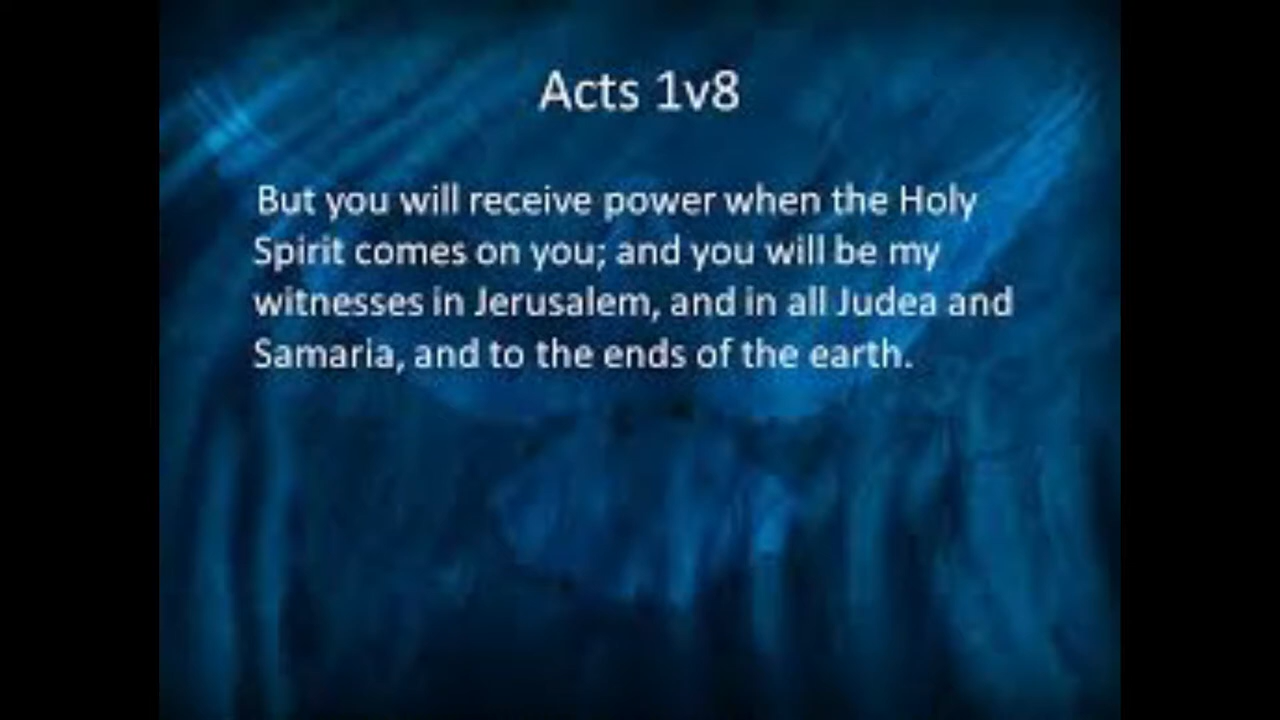 Acts 1v8
But you will receive power when the Holy
Spirit comes on you; and you will be my
witnesses in Jerusalem, and in all Judea and
Samaria, and to the ends of the earth.